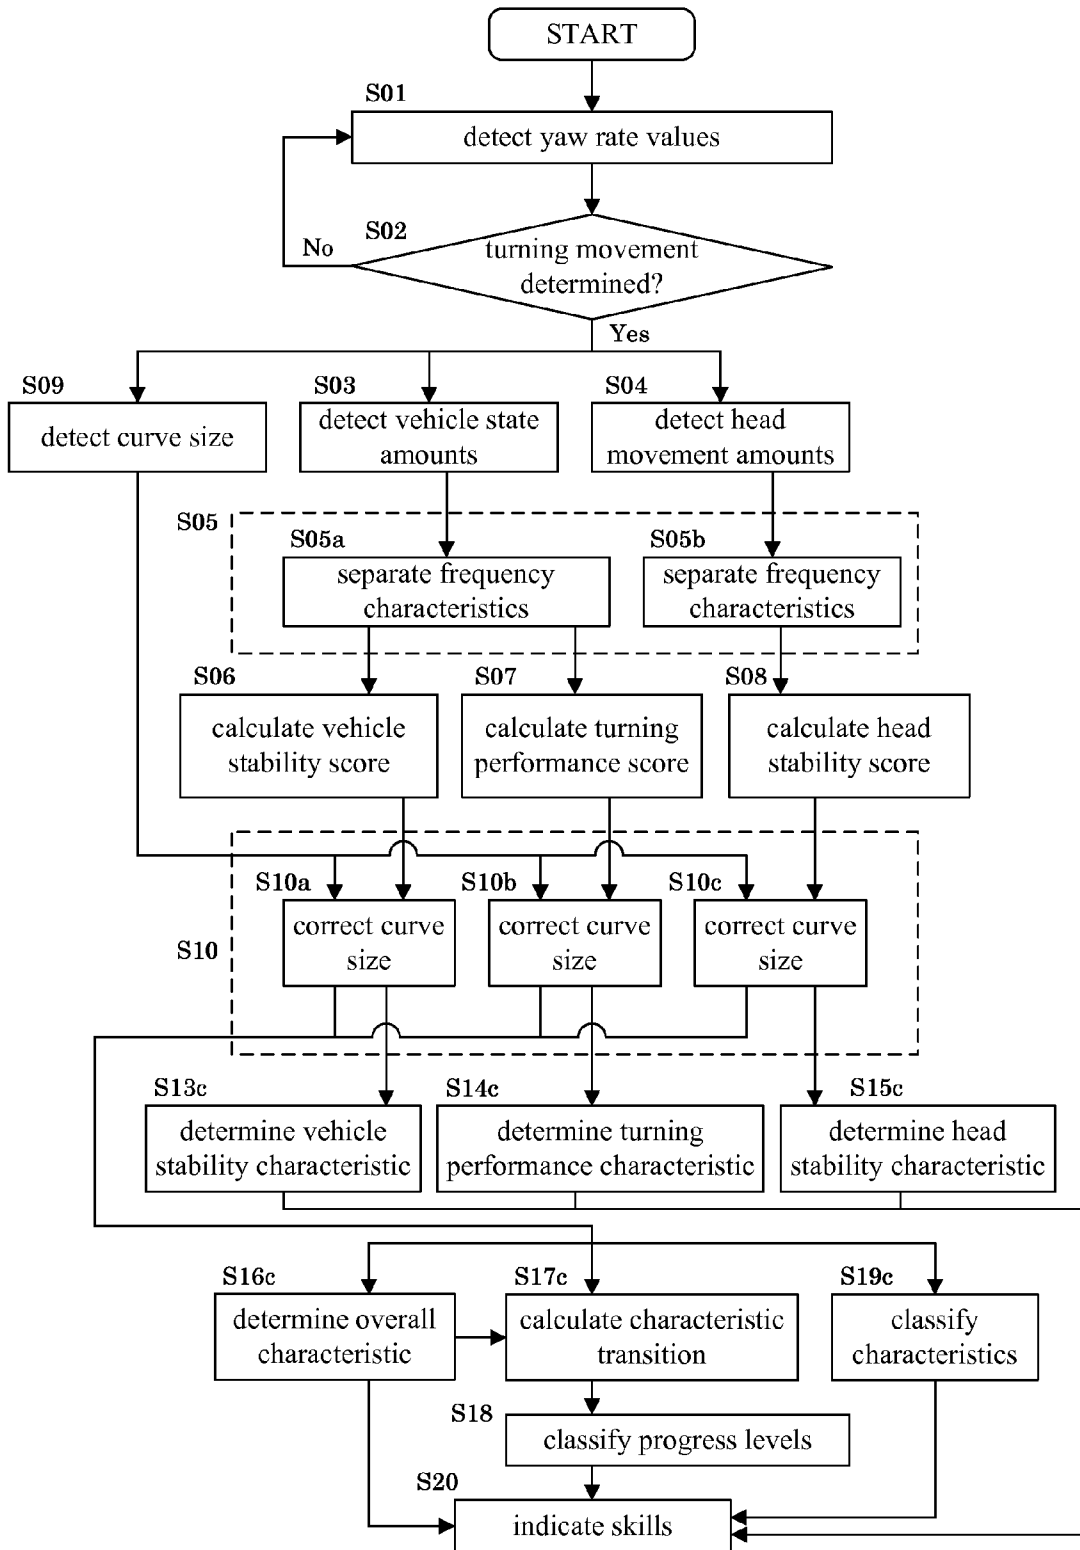 START
S01
detect yaw rate values
S02
No
turning movement
determined?
Yes
S09
detect curve size
S03
detect vehicle state
amounts
S04
detect head
movement amounts
S05
S05a
separate frequency
characteristics
S05b
separate frequency
characteristics
S06
calculate vehicle
stability score
S07
calculate turning
performance score
S08
calculate head
stability score
S10
S10a
correct curve
size
S10b
correct curve
size
S10c
correct curve
size
S13c
determine vehicle
stability characteristic
S14c
determine turning
performance characteristic
S15c
determine head
stability characteristic
S16c
determine overall
characteristic
S17c
calculate characteristic
transition
S19c
classify
characteristics
S18
classify progress levels
S20
indicate skills